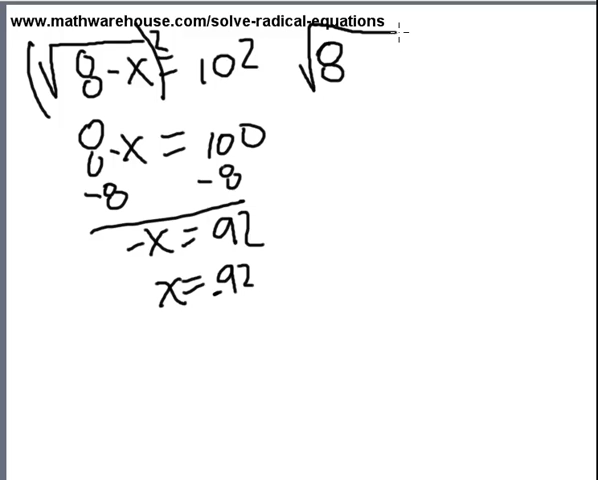 www.mathwarehouse.com/solve-radical-equations
(√8-x)² = 10² √8
8-x = 100
-8 -8
-x = 92
x = -92